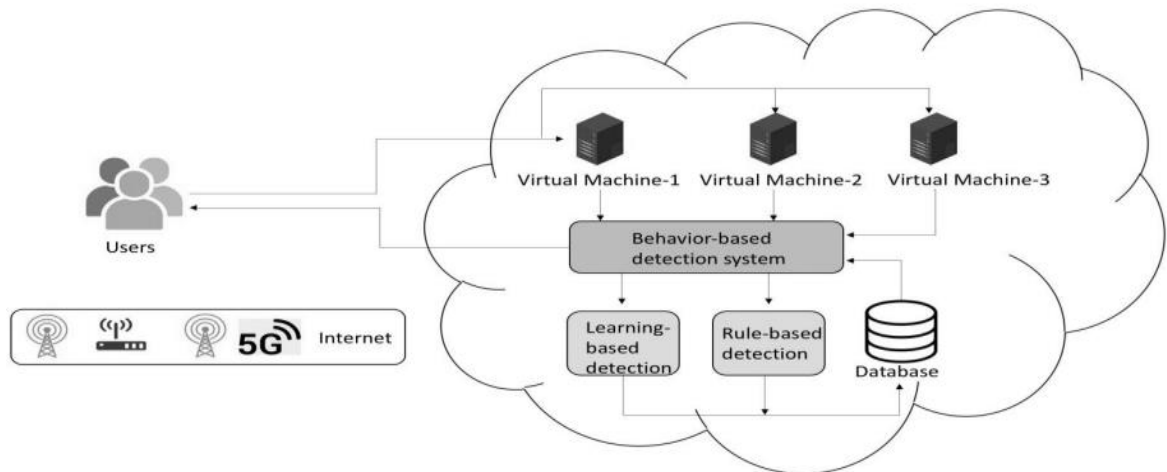 Virtual Machine-1
Virtual Machine-2
Virtual Machine-3
Users
Behavior-based
detection system
5G
Internet
Learning-
based
detection
Rule-based
detection
Database